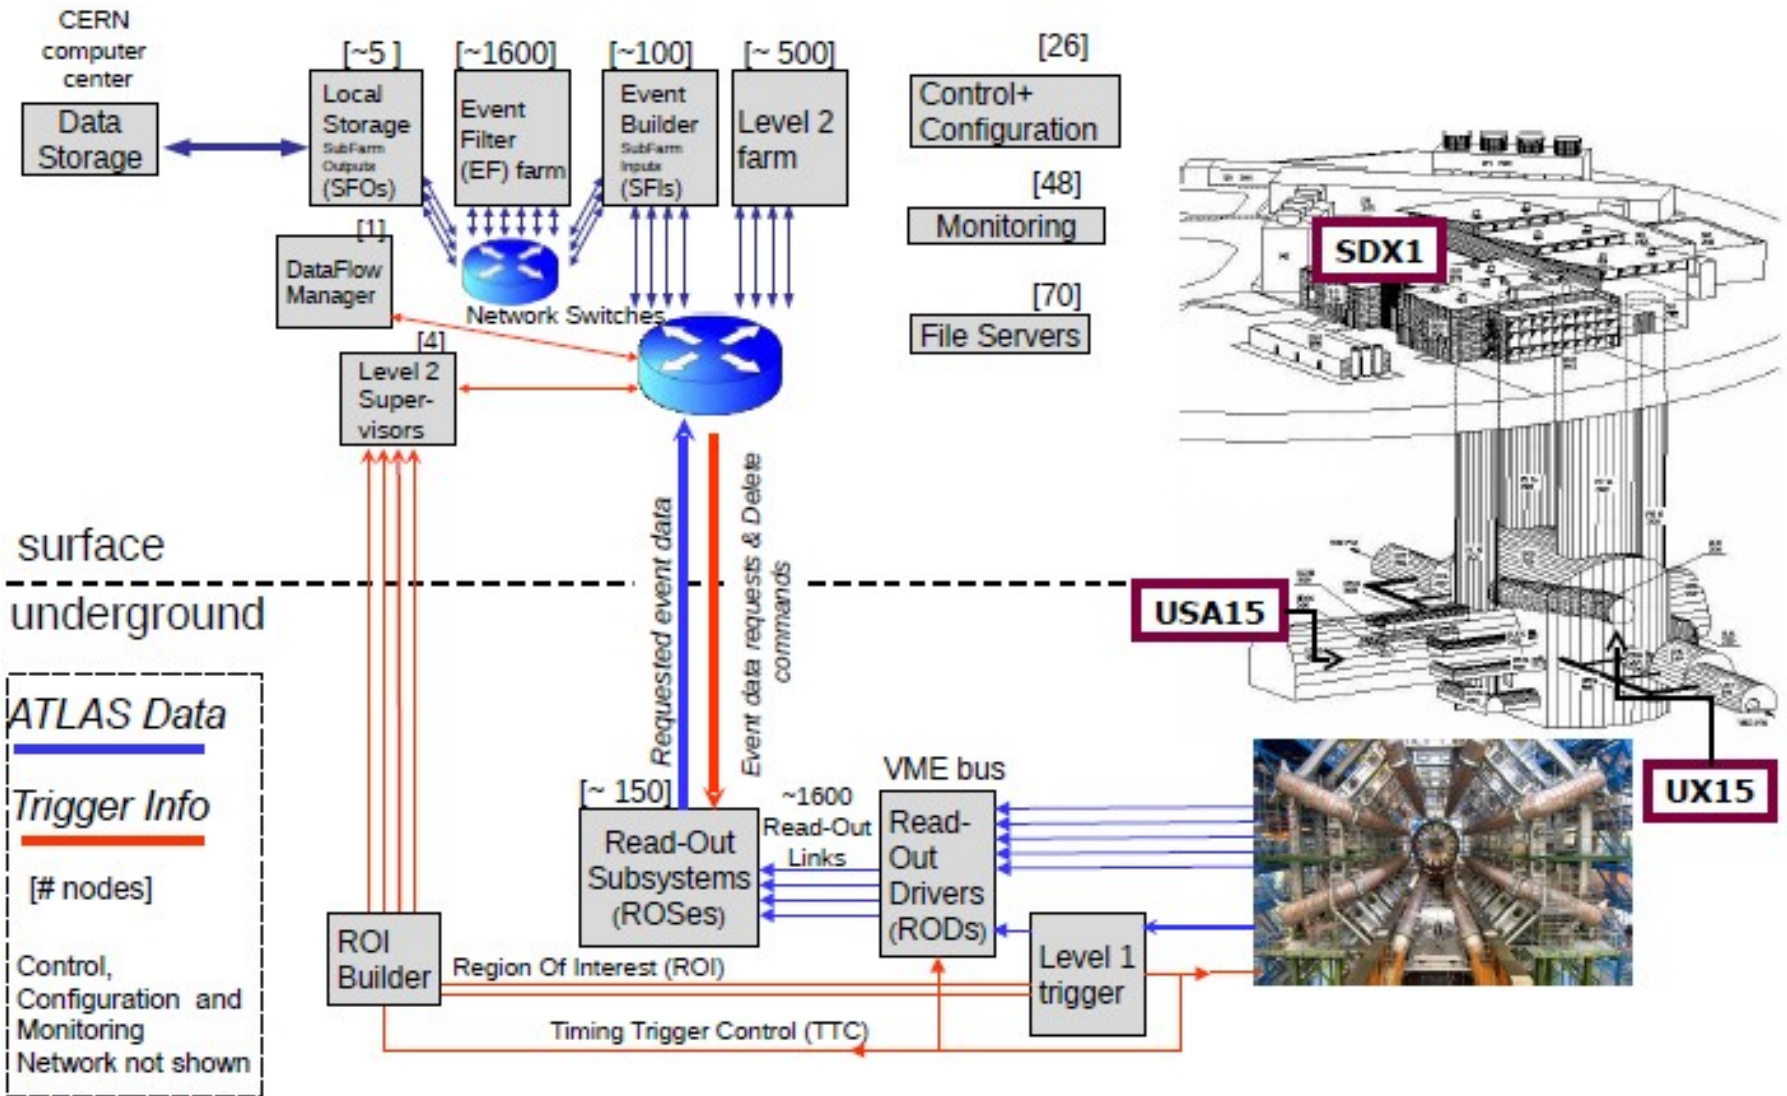 CERN
computer
center
Data
Storage
[~5 ]
Local
Storage
SubFarm
Outputs
(SFOs)
[~1600]
Event
Filter
(EF) farm
[~100]
Event
Builder
SubFarm
Inputs
(SFIs)
[~ 500]
Level 2
farm
[26]
Control+
Configuration
[48]
Monitoring
[70]
File Servers
[1]
DataFlow
Manager
Network Switches
[4]
Level 2
Super-
visors
SDX1
surface
underground
Requested event data
Event data requests & Delete
commands
USA15
UX15
ATLAS Data
Trigger Info
[# nodes]
Control,
Configuration and
Monitoring
Network not shown
[~ 150]
Read-Out
Subsystems
(ROSes)
~1600
Read-Out
Links
VME bus
Read-
Out
Drivers
(RODs)
Level 1
trigger
ROI
Builder
Region Of Interest (ROI)
Timing Trigger Control (TTC)